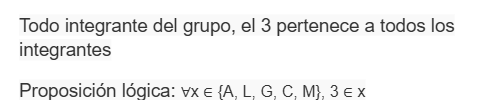 Todo integrante del grupo, el 3 pertenece a todos los
integrantes
Proposición lógica: ∀x ∈ {A, L, G, C, M}, 3 ∈ x